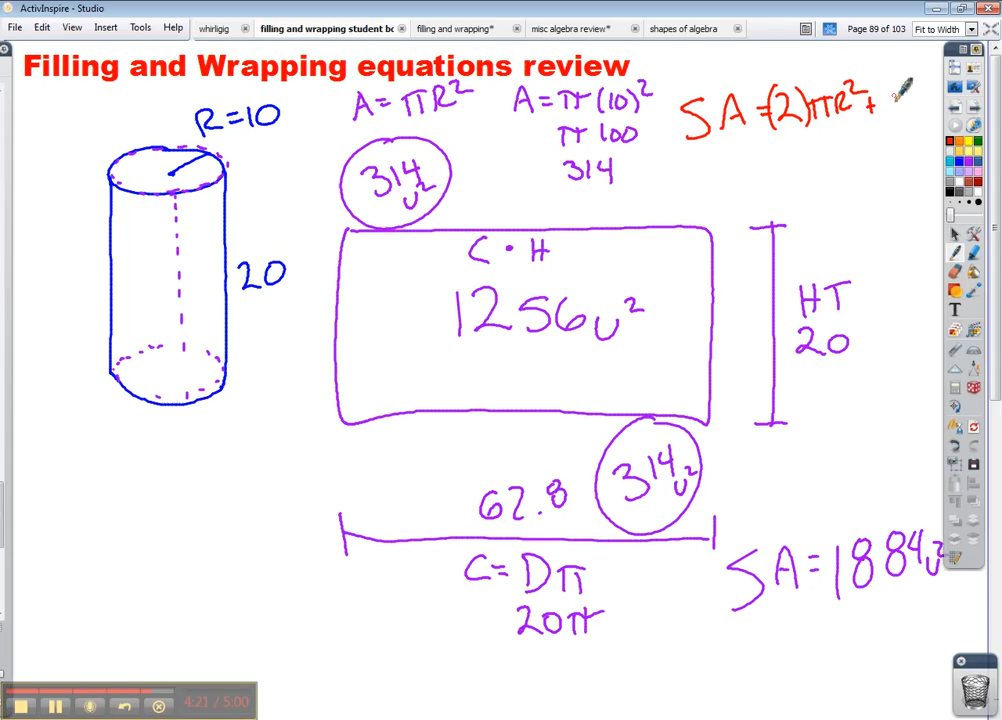 ActivInspire - Studio
File Edit View Insert Tools Help
whirligig
filling and wrapping student bo
filling and wrapping*
misc algebra review*
shapes of algebra
Page 89 of 103
Fit to Width
Filling and Wrapping equations review
R=10
A=πR²
A=π(10)²
π100
314
SA=(2)πR²+
314
u²
C·H
1256u²
20
HT
20
314u²
62.8
C=Dπ
20π
SA=1884u²
4:21 / 5:00